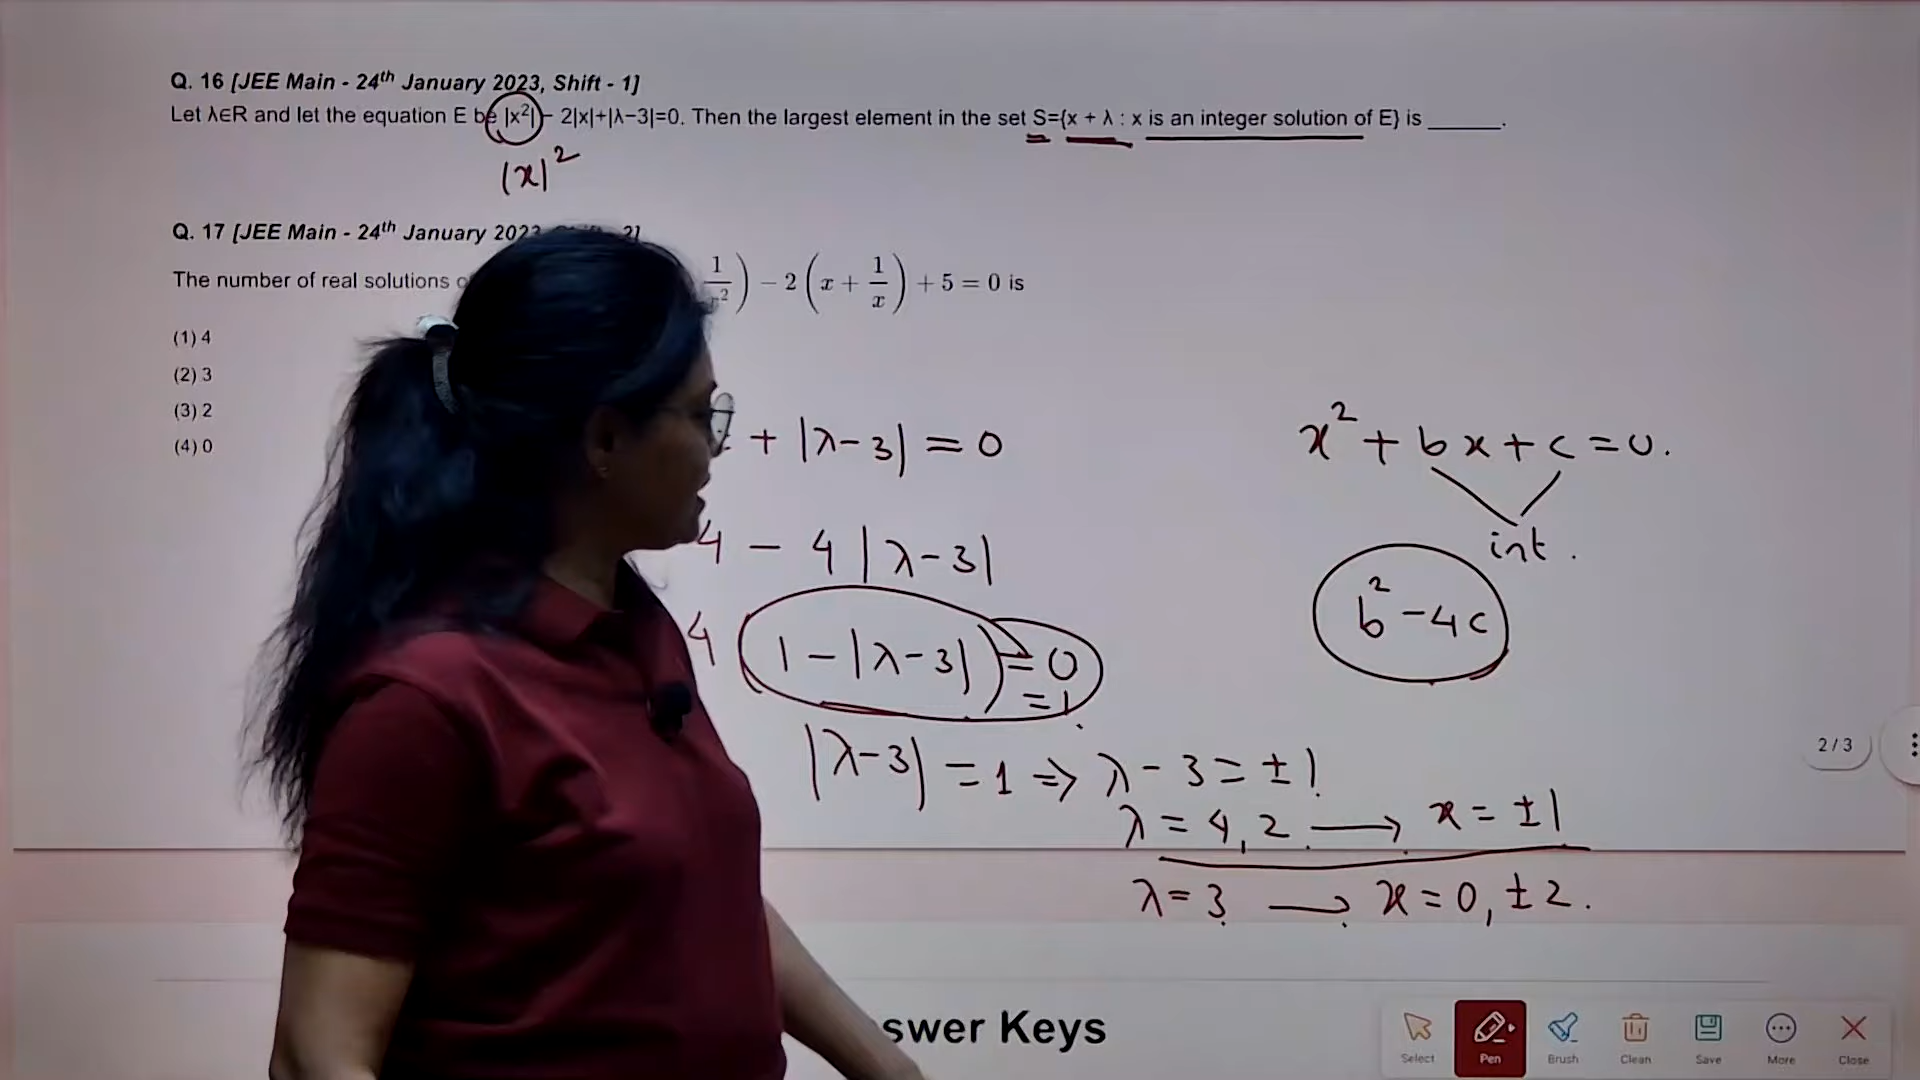 Q. 16 [JEE Main - 24th January 2023, Shift - 1]
Let λ∈R and let the equation E be |x²| - 2|x|+|λ−3|=0. Then the largest element in the set S={x + λ : x is an integer solution of E} is ______.
|x|²
Q. 17 [JEE Main - 24th January 2023, 2]
The number of real solutions 1/x²) − 2(x + 1/x) + 5 = 0 is
(1) 4
(2) 3
(3) 2
(4) 0
+ |λ-3| = 0
x² + bx + c = 0.
4 - 4|λ-3|
int.
b² - 4c
4(1 - |λ-3|) = 0
= 1
|λ-3| = 1 ⇒ λ - 3 = ±1
2 / 3
λ = 4, 2 → x = ±1
λ = 3 → x = 0, ±2.
swer Keys
Select Pen Brush Clean Save More Close